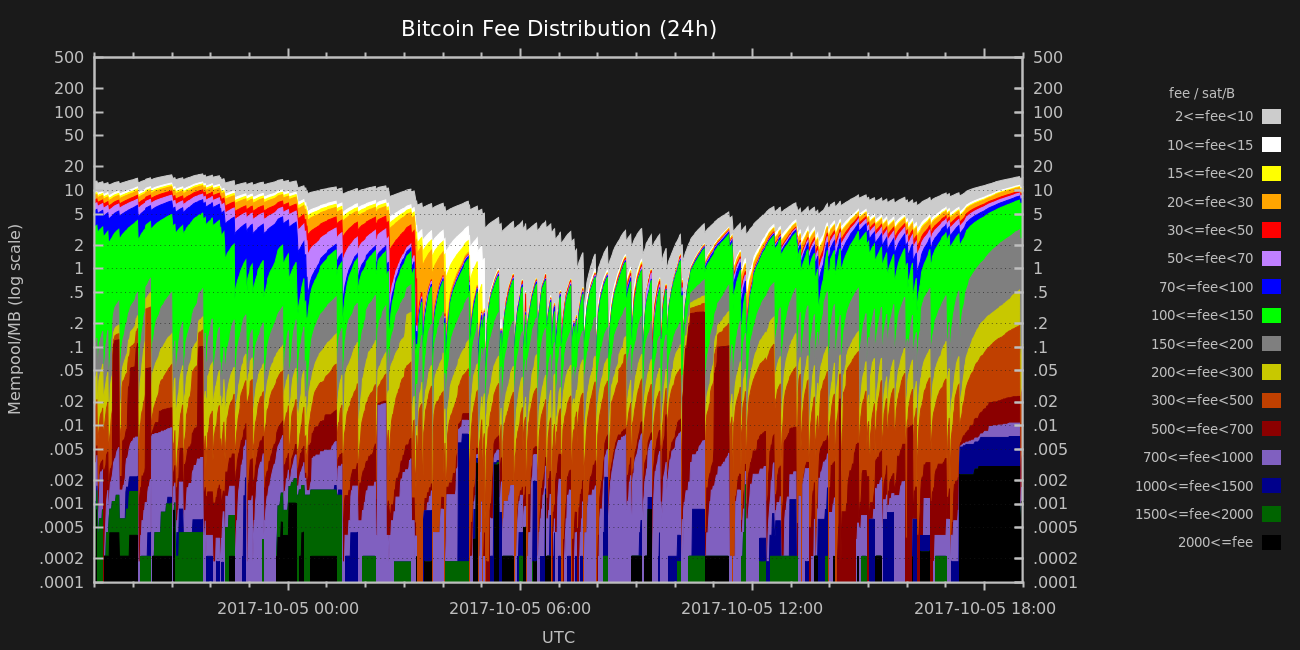 Bitcoin Fee Distribution (24h)
500
200
100
50
20
10
5
2
1
.5
.2
.1
.05
.02
.01
.005
.002
.001
.0005
.0002
.0001
Mempool/MB (log scale)
500
200
100
50
20
10
5
2
1
.5
.2
.1
.05
.02
.01
.005
.002
.001
.0005
.0002
.0001
2017-10-05 00:00
2017-10-05 06:00
2017-10-05 12:00
2017-10-05 18:00
UTC
fee / sat/B
2<=fee<10
10<=fee<15
15<=fee<20
20<=fee<30
30<=fee<50
50<=fee<70
70<=fee<100
100<=fee<150
150<=fee<200
200<=fee<300
300<=fee<500
500<=fee<700
700<=fee<1000
1000<=fee<1500
1500<=fee<2000
2000<=fee